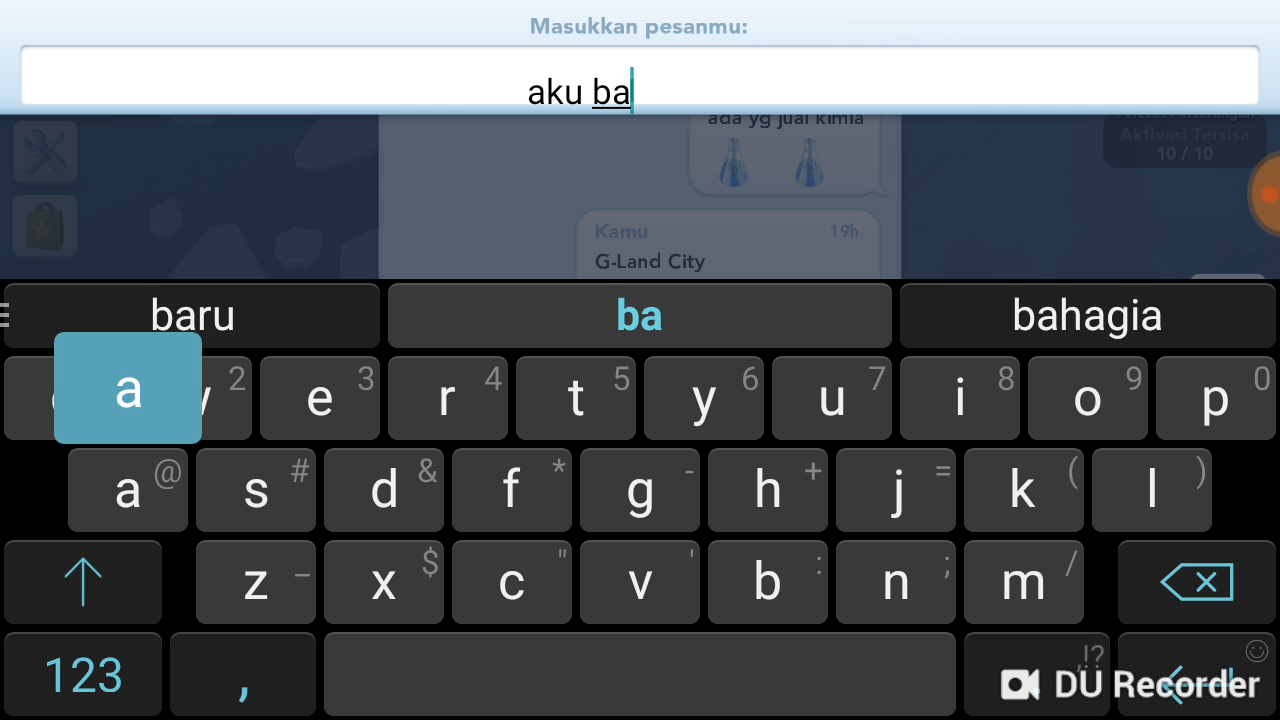 Masukkan pesanmu:
aku ba
ada yg jual kimia
Aktivasi Tersisa
10 / 10
Kamu 19h
G-Land City
baru ba bahagia
a
2 e 3 r 4 t 5 y 6 u 7 i 8 o 9 p 0
a @ s # d & f * g - h + j = k ( l )
z _ x $ c " v ' b : n ; m /
123 , . ,!?
DU Recorder